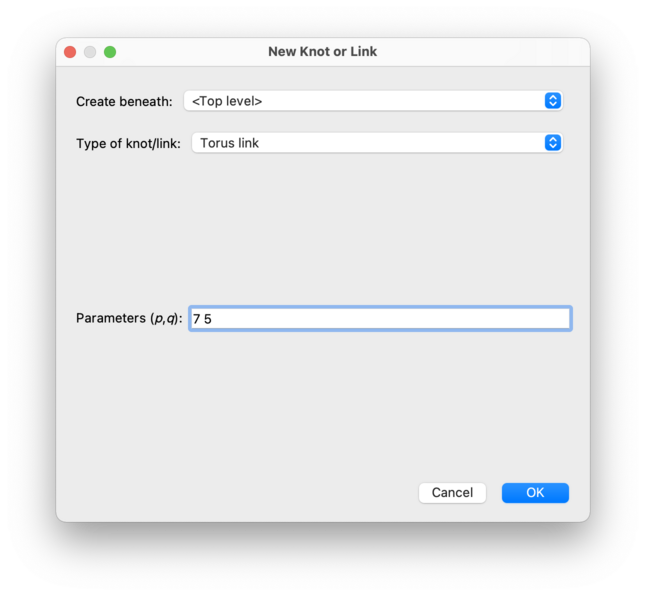 New Knot or Link
Create beneath: <Top level>
Type of knot/link: Torus link
Parameters (p,q): 7 5
Cancel OK